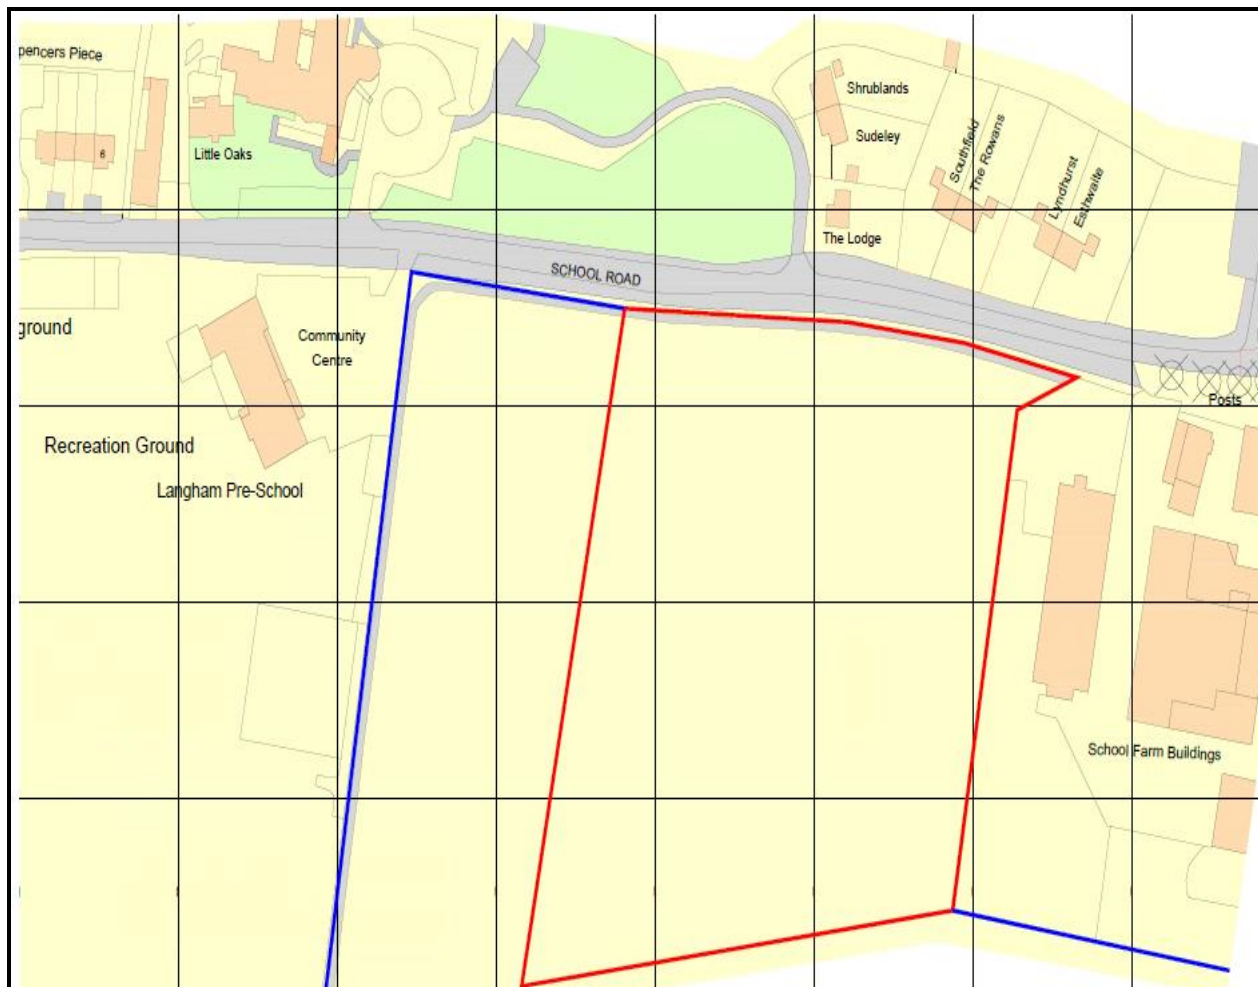 pencers Piece
Shrublands
Sudeley
Southfield
The Rowans
Lyndhurst
Esthwaite
6
Little Oaks
The Lodge
SCHOOL ROAD
ground
Community
Centre
Posts
Recreation Ground
Langham Pre-School
School Farm Buildings